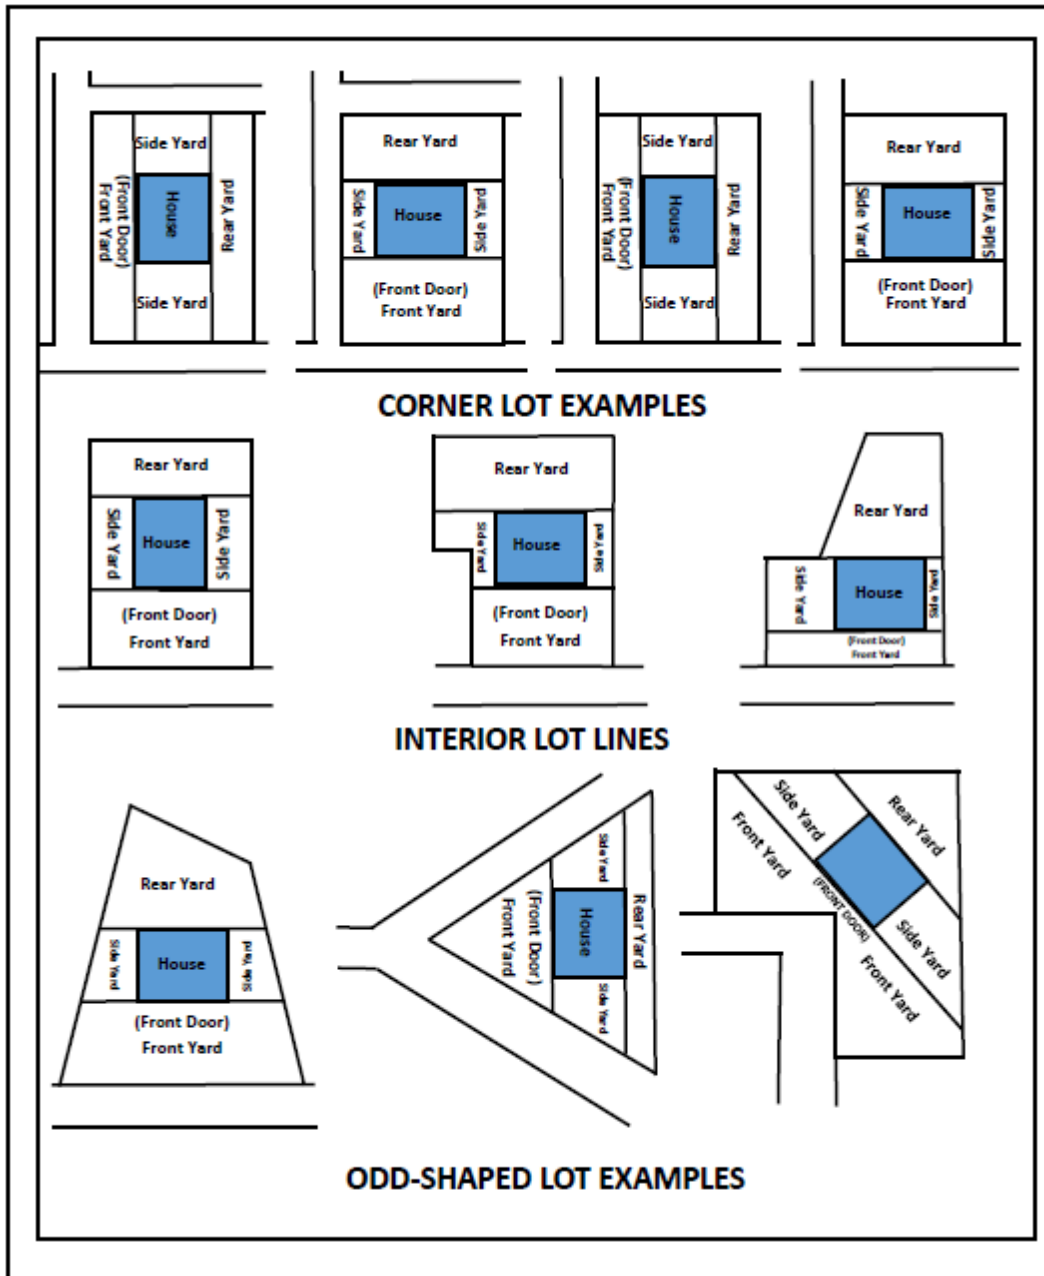 Side Yard
(Front Door)
Front Yard
House
Rear Yard
Side Yard
Rear Yard
Side Yard
House
Side Yard
(Front Door)
Front Yard
Side Yard
(Front Door)
Front Yard
House
Rear Yard
Side Yard
Rear Yard
Side Yard
House
Side Yard
(Front Door)
Front Yard
CORNER LOT EXAMPLES
Rear Yard
Side Yard
House
Side Yard
(Front Door)
Front Yard
Rear Yard
Side Yard
House
Side Yard
(Front Door)
Front Yard
Rear Yard
Side Yard
House
Side Yard
(Front Door)
Front Yard
INTERIOR LOT LINES
Rear Yard
Side Yard
House
Side Yard
(Front Door)
Front Yard
Side Yard
(Front Door)
Front Yard
House
Rear Yard
Side Yard
Side Yard
Rear Yard
Front Yard
(FRONT DOOR)
Side Yard
Front Yard
ODD-SHAPED LOT EXAMPLES